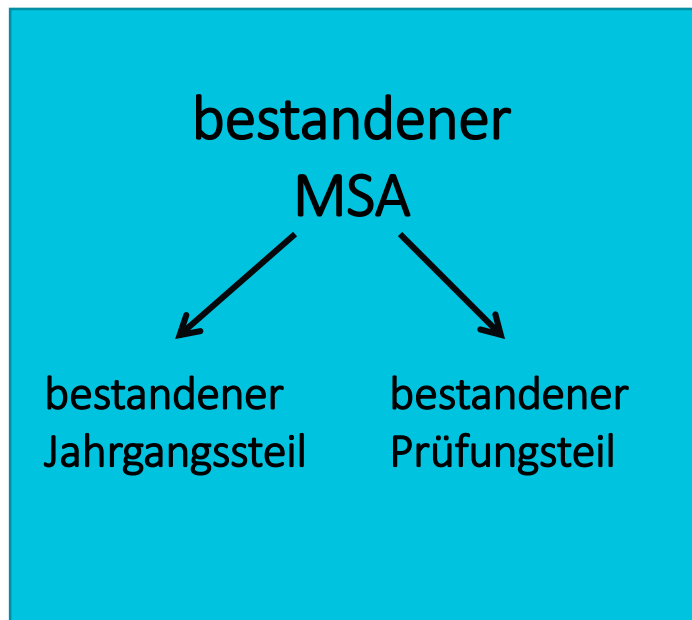 bestandener
MSA
bestandener
Jahrgangssteil
bestandener
Prüfungsteil